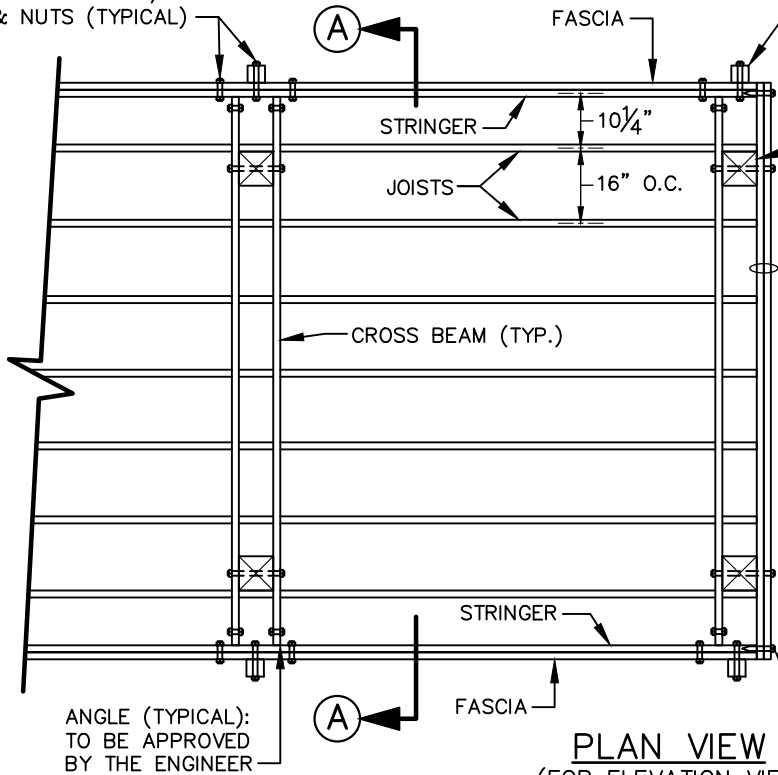 & NUTS (TYPICAL)
A
FASCIA
STRINGER
10¼"
JOISTS
16" O.C.
CROSS BEAM (TYP.)
STRINGER
FASCIA
A
ANGLE (TYPICAL):
TO BE APPROVED
BY THE ENGINEER
PLAN VIEW
(FOR ELEVATION VIE